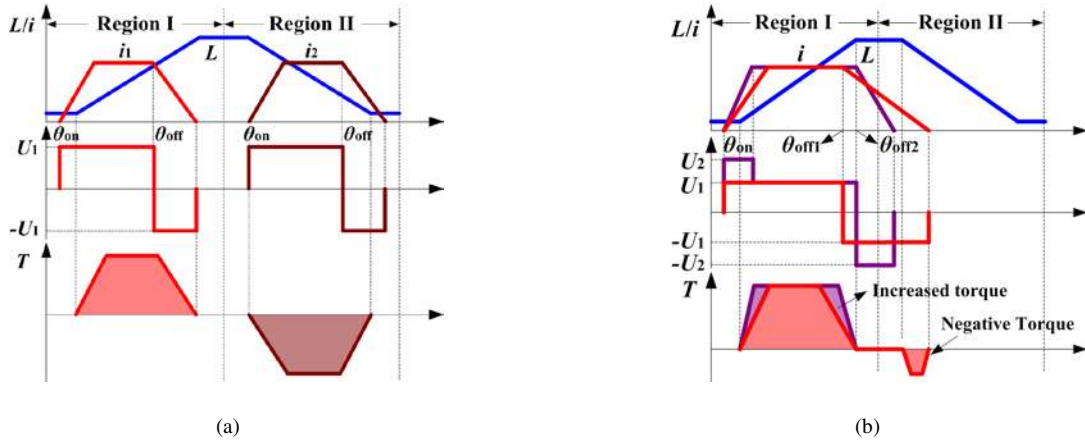 Region I
Region II
L/i
i1
L
i2
θon
θoff
θon
θoff
U1
-U1
T
(a)
Region I
Region II
L/i
i
L
θon
θoff1
θoff2
U2
U1
-U1
-U2
T
Increased torque
Negative Torque
(b)